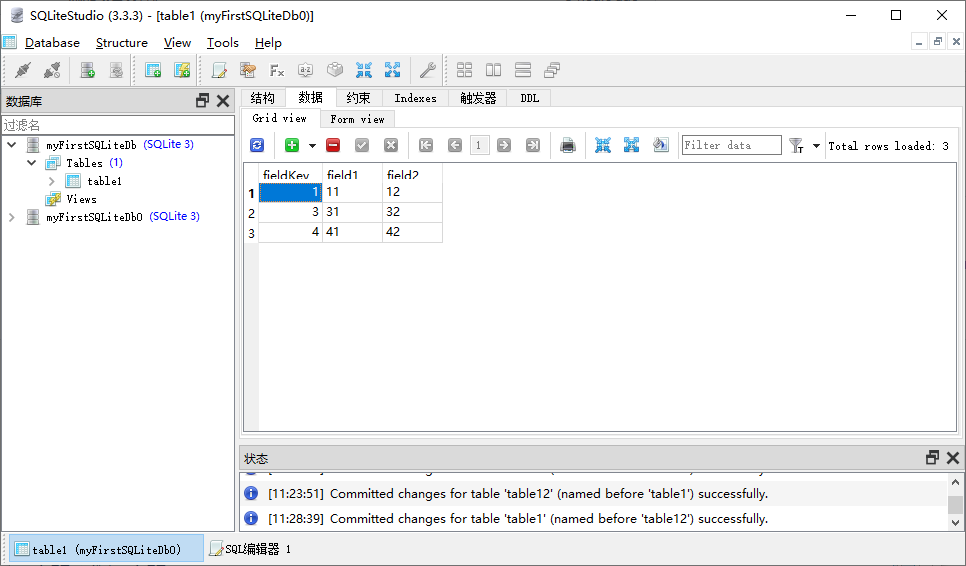 SQLiteStudio (3.3.3) - [table1 (myFirstSQLiteDb0)]
Database Structure View Tools Help
数据库
过滤名
myFirstSQLiteDb (SQLite 3)
Tables (1)
table1
Views
myFirstSQLiteDb0 (SQLite 3)
结构 数据 约束 Indexes 触发器 DDL
Grid view Form view
1 Filter data Total rows loaded: 3
fieldKey field1 field2
1 1 11 12
2 3 31 32
3 4 41 42
状态
[11:23:51] Committed changes for table 'table12' (named before 'table1') successfully.
[11:28:39] Committed changes for table 'table1' (named before 'table12') successfully.
table1 (myFirstSQLiteDb0) SQL编辑器 1